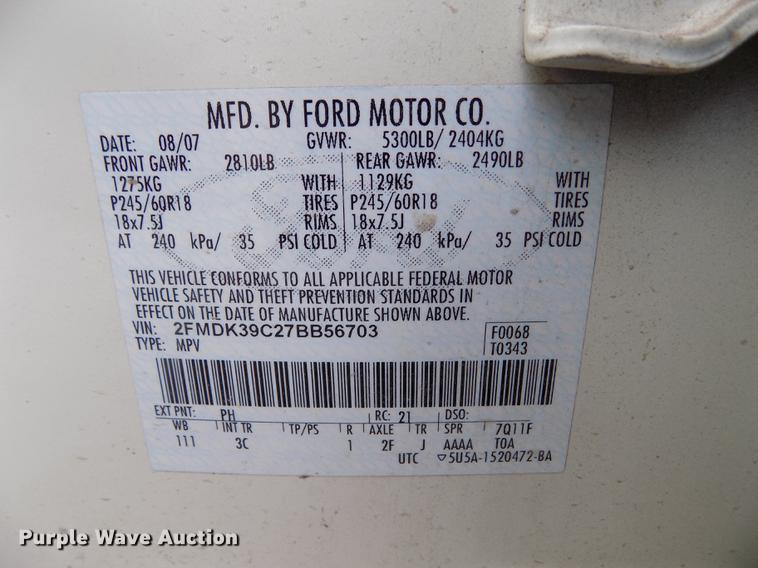 MFD. BY FORD MOTOR CO.
DATE: 08/07 GVWR: 5300LB/ 2404KG
FRONT GAWR: 2810LB REAR GAWR: 2490LB
1275KG WITH 1129KG WITH
P245/60R18 TIRES P245/60R18 TIRES
18x7.5J RIMS 18x7.5J RIMS
AT 240 kPa/ 35 PSI COLD AT 240 kPa/ 35 PSI COLD
THIS VEHICLE CONFORMS TO ALL APPLICABLE FEDERAL MOTOR
VEHICLE SAFETY AND THEFT PREVENTION STANDARDS IN
EFFECT ON THE DATE OF MANUFACTURE SHOWN ABOVE.
VIN: 2FMDK39C27BB56703 F0068
TYPE: MPV T0343
EXT PNT: PH RC: 21 DSO:
WB INT TR TP/PS R AXLE TR SPR 7Q11F
111 3C 1 2F J AAAA T0A
UTC ▽5U5A-1520472-BA
Purple Wave Auction